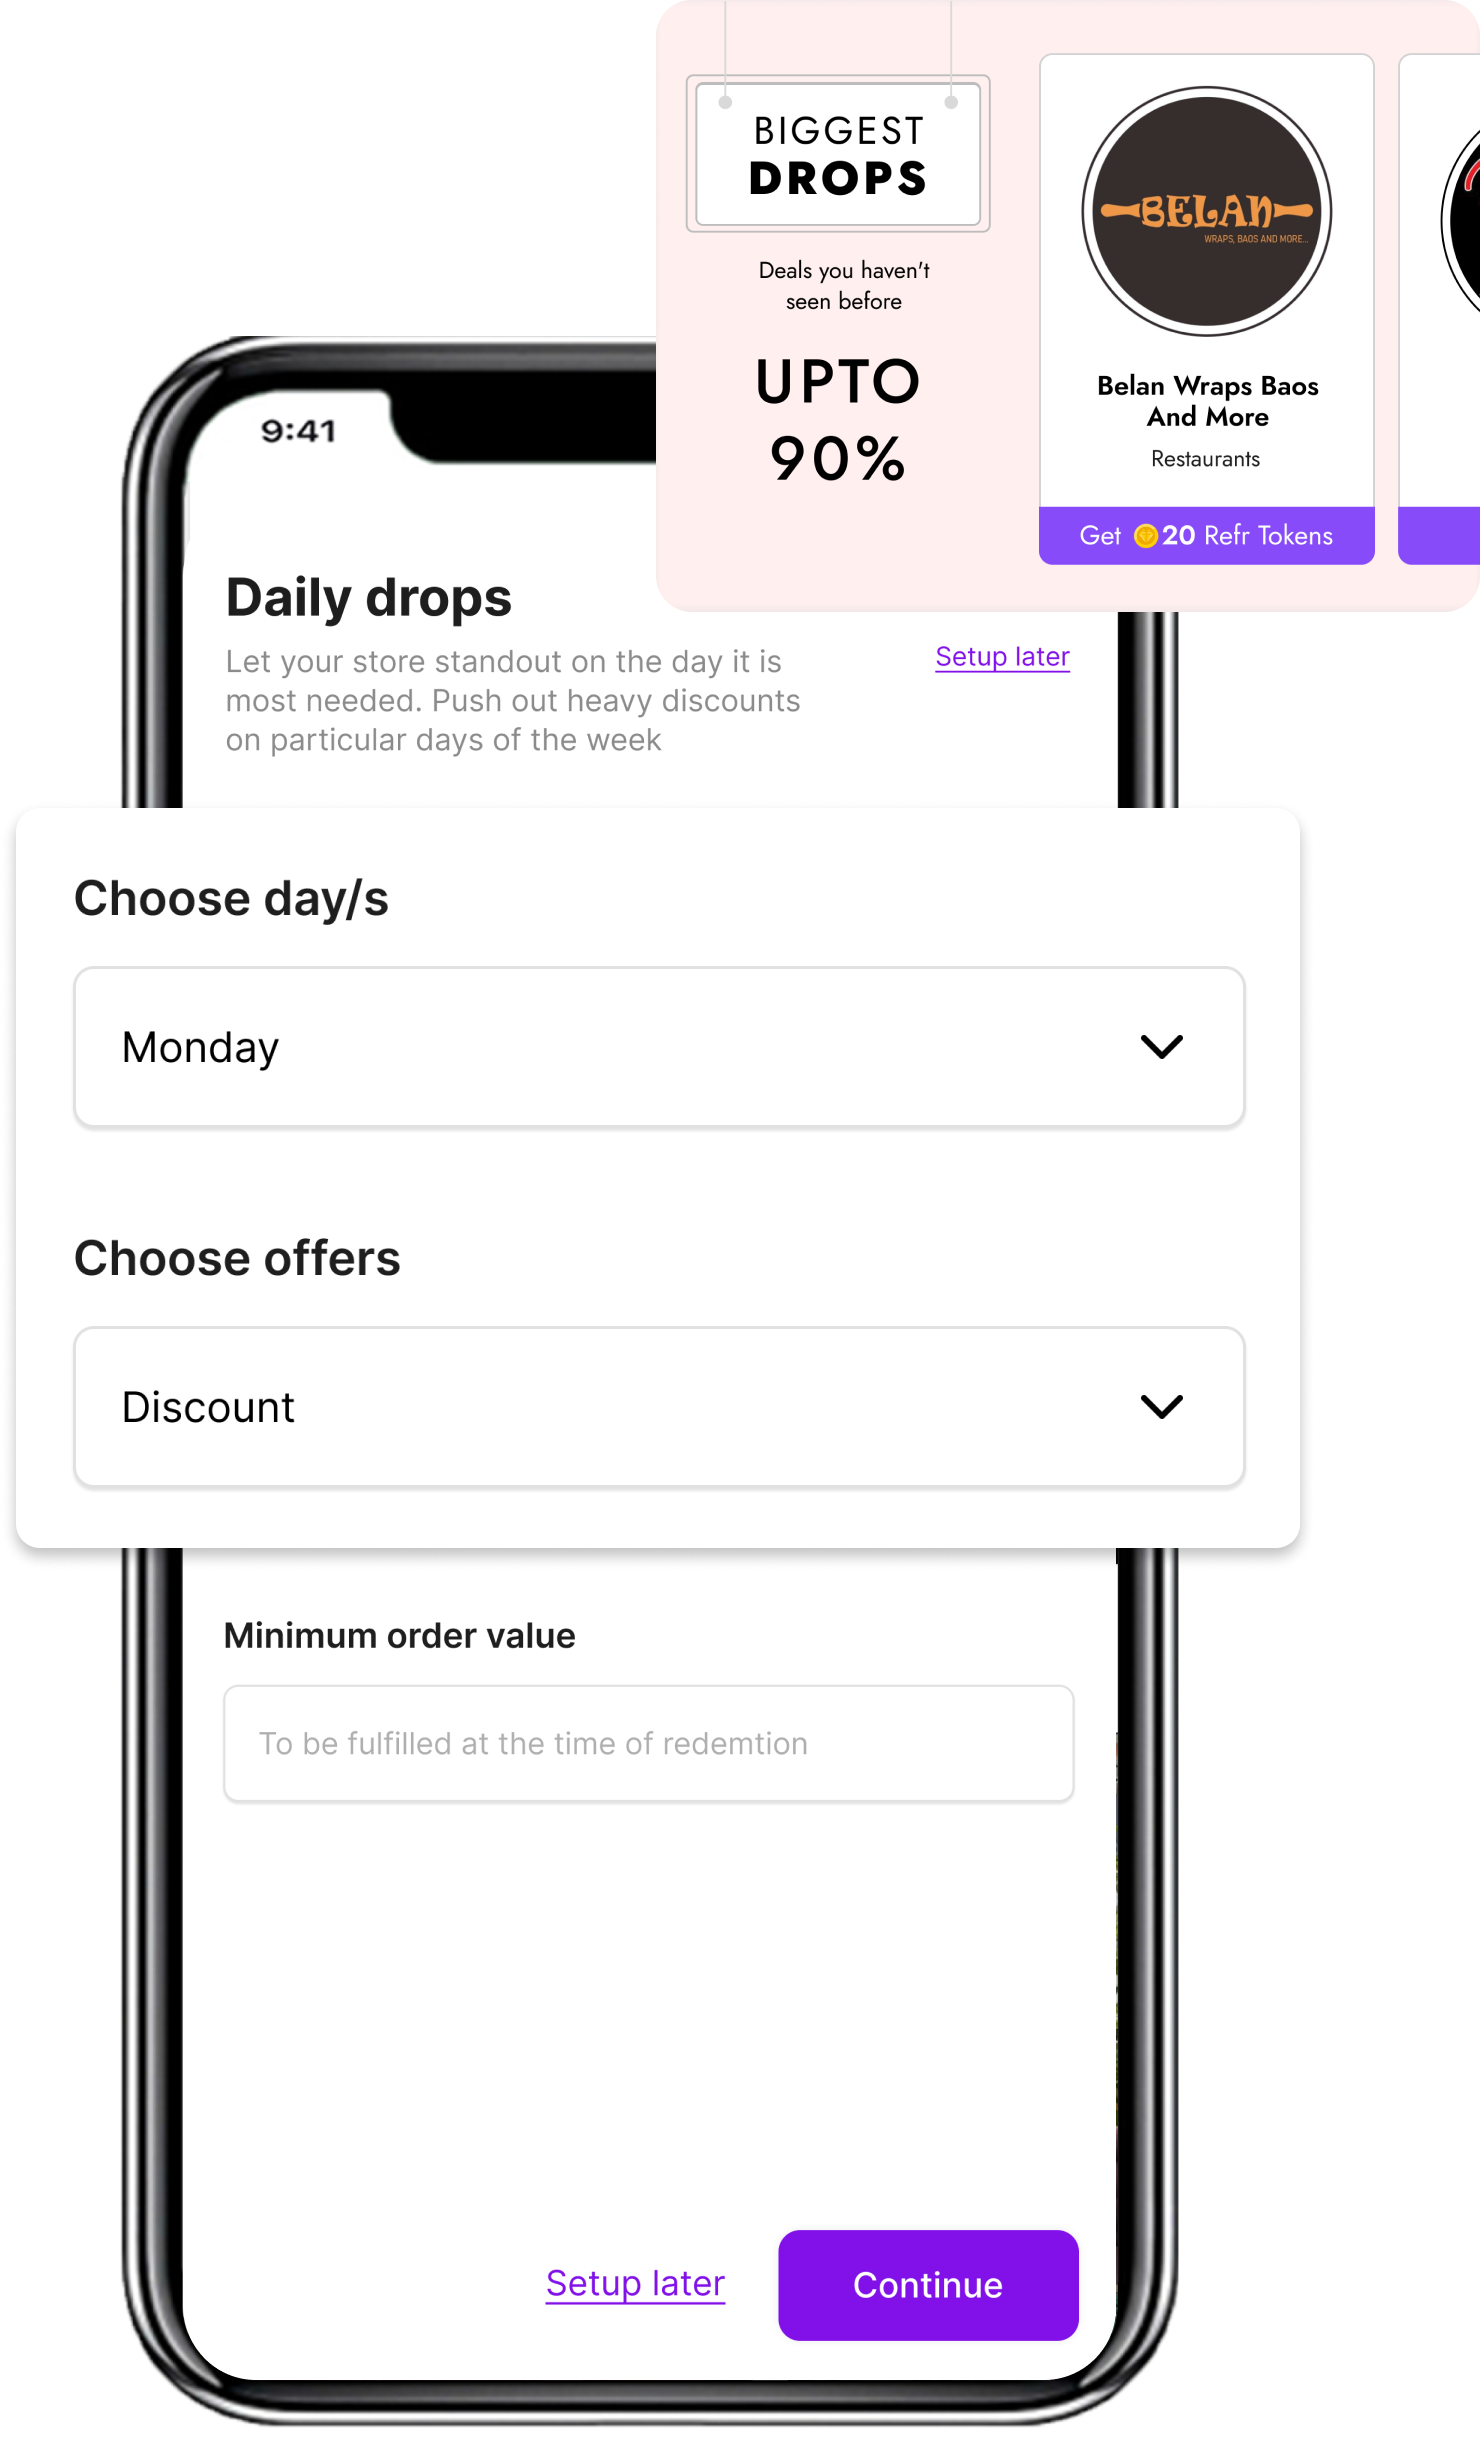 BIGGEST
DROPS
Deals you haven't
seen before
UPTO
90%
BELAN
WRAPS, BAOS AND MORE...
Belan Wraps Baos
And More
Restaurants
Get 20 Refr Tokens
9:41
Daily drops
Let your store standout on the day it is
most needed. Push out heavy discounts
on particular days of the week
Setup later
Choose day/s
Monday
Choose offers
Discount
Minimum order value
To be fulfilled at the time of redemtion
Setup later
Continue